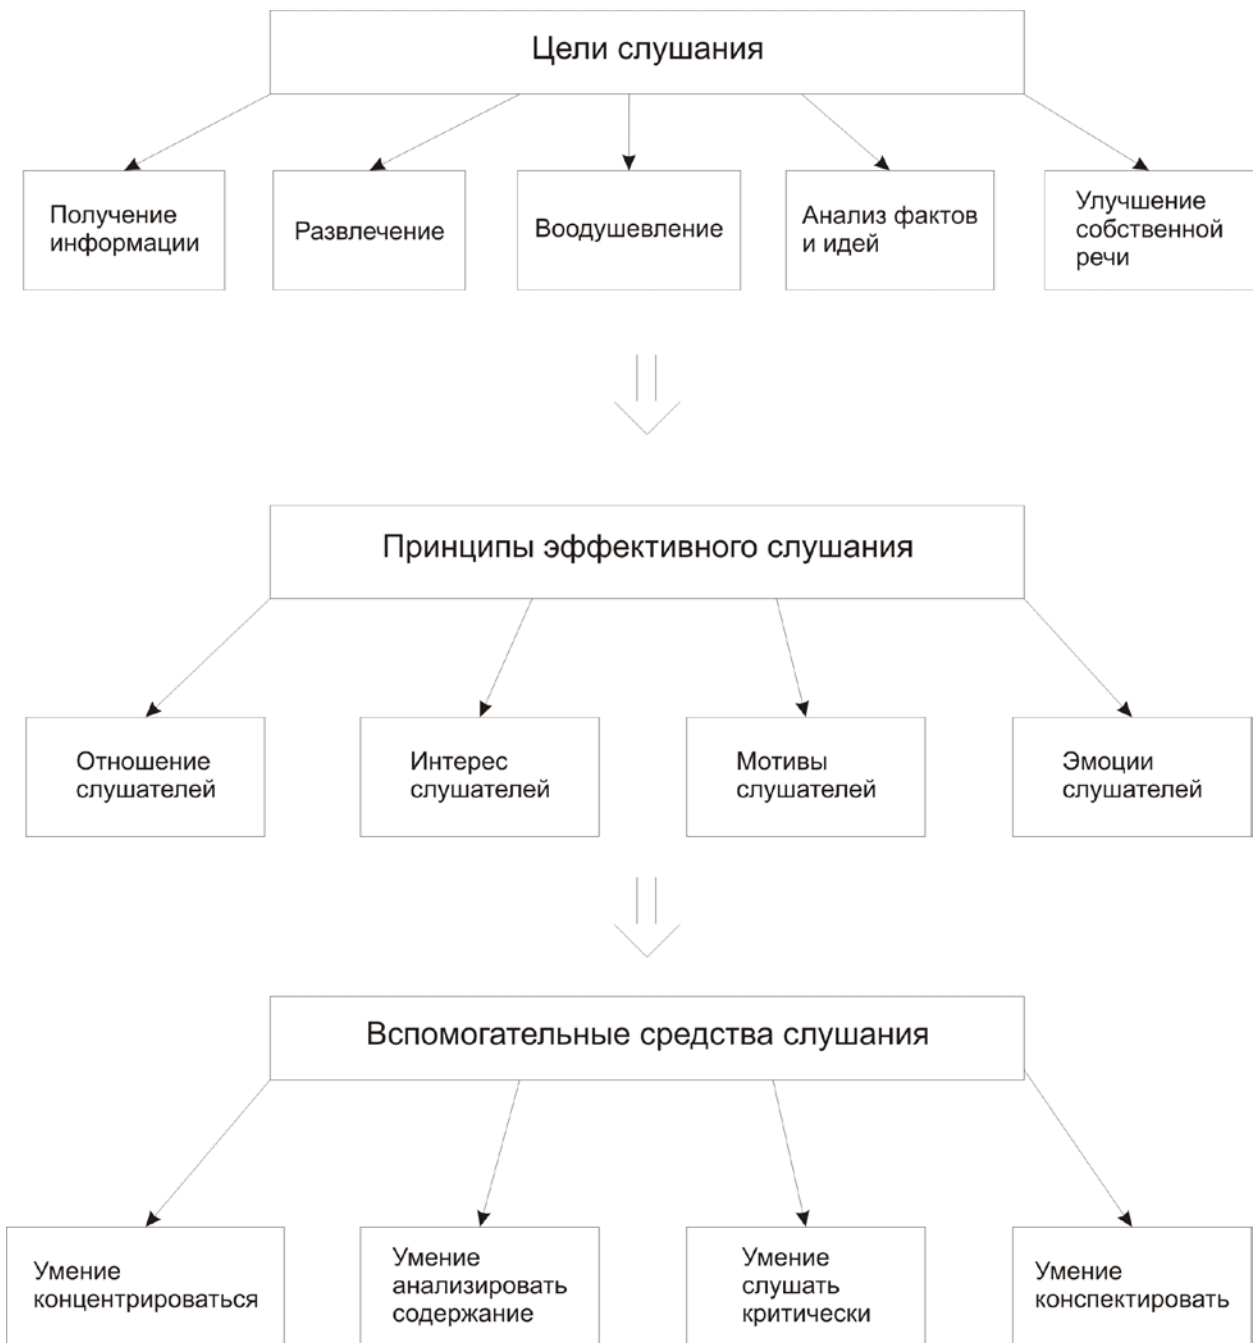 Цели слушания
Получение
информации
Развлечение
Воодушевление
Анализ фактов
и идей
Улучшение
собственной
речи
Принципы эффективного слушания
Отношение
слушателей
Интерес
слушателей
Мотивы
слушателей
Эмоции
слушателей
Вспомогательные средства слушания
Умение
концентрироваться
Умение
анализировать
содержание
Умение
слушать
критически
Умение
конспектировать